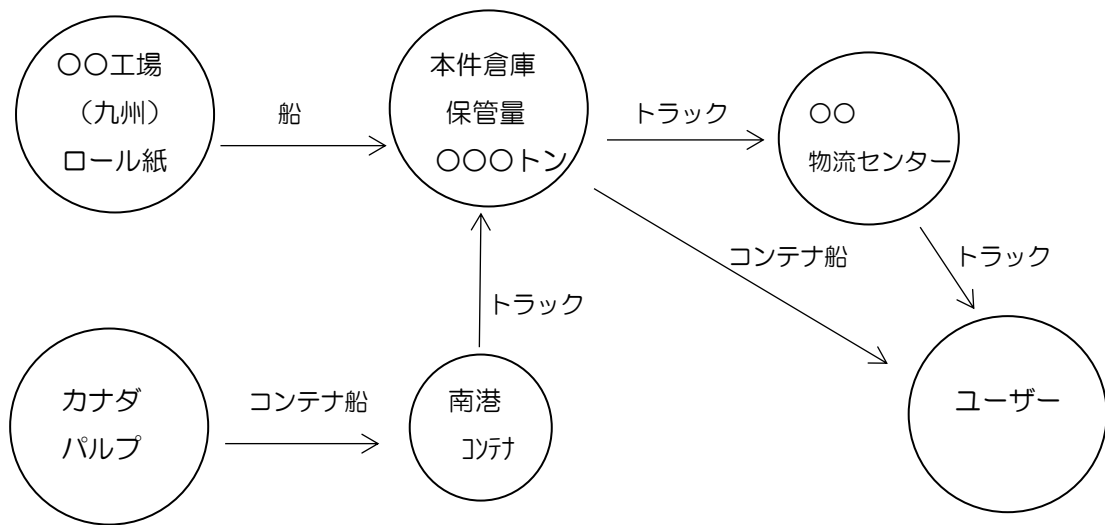 〇〇工場
（九州）
ロール紙
船
本件倉庫
保管量
〇〇〇トン
トラック
〇〇
物流センター
コンテナ船
トラック
トラック
カナダ
パルプ
コンテナ船
南港
ｺﾝﾃﾅ
ユーザー